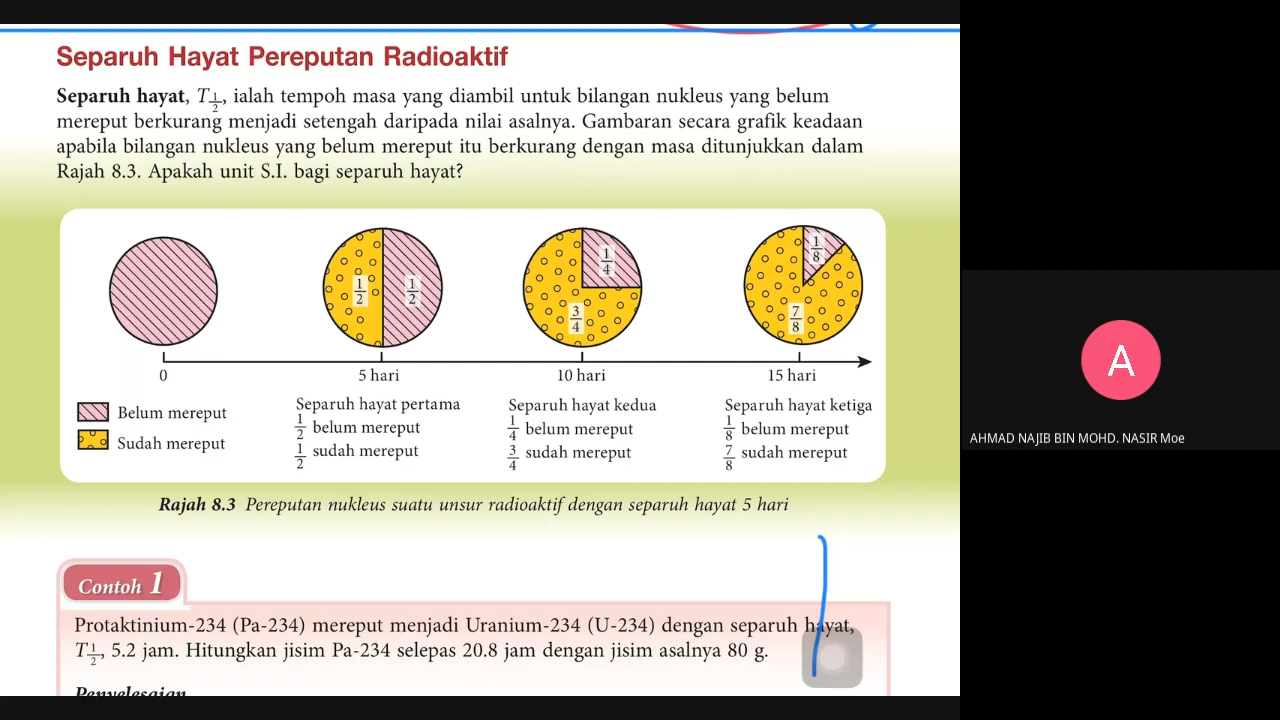 Separuh Hayat Pereputan Radioaktif
Separuh hayat, T1/2, ialah tempoh masa yang diambil untuk bilangan nukleus yang belum
mereput berkurang menjadi setengah daripada nilai asalnya. Gambaran secara grafik keadaan
apabila bilangan nukleus yang belum mereput itu berkurang dengan masa ditunjukkan dalam
Rajah 8.3. Apakah unit S.I. bagi separuh hayat?
1/2 1/2 1/4 3/4 1/8 7/8
0 5 hari 10 hari 15 hari
Belum mereput
Sudah mereput
Separuh hayat pertama
1/2 belum mereput
1/2 sudah mereput
Separuh hayat kedua
1/4 belum mereput
3/4 sudah mereput
Separuh hayat ketiga
1/8 belum mereput
7/8 sudah mereput
Rajah 8.3 Pereputan nukleus suatu unsur radioaktif dengan separuh hayat 5 hari
Contoh 1
Protaktinium-234 (Pa-234) mereput menjadi Uranium-234 (U-234) dengan separuh hayat,
T1/2, 5.2 jam. Hitungkan jisim Pa-234 selepas 20.8 jam dengan jisim asalnya 80 g.
Penyelesaian
A
AHMAD NAJIB BIN MOHD. NASIR Moe